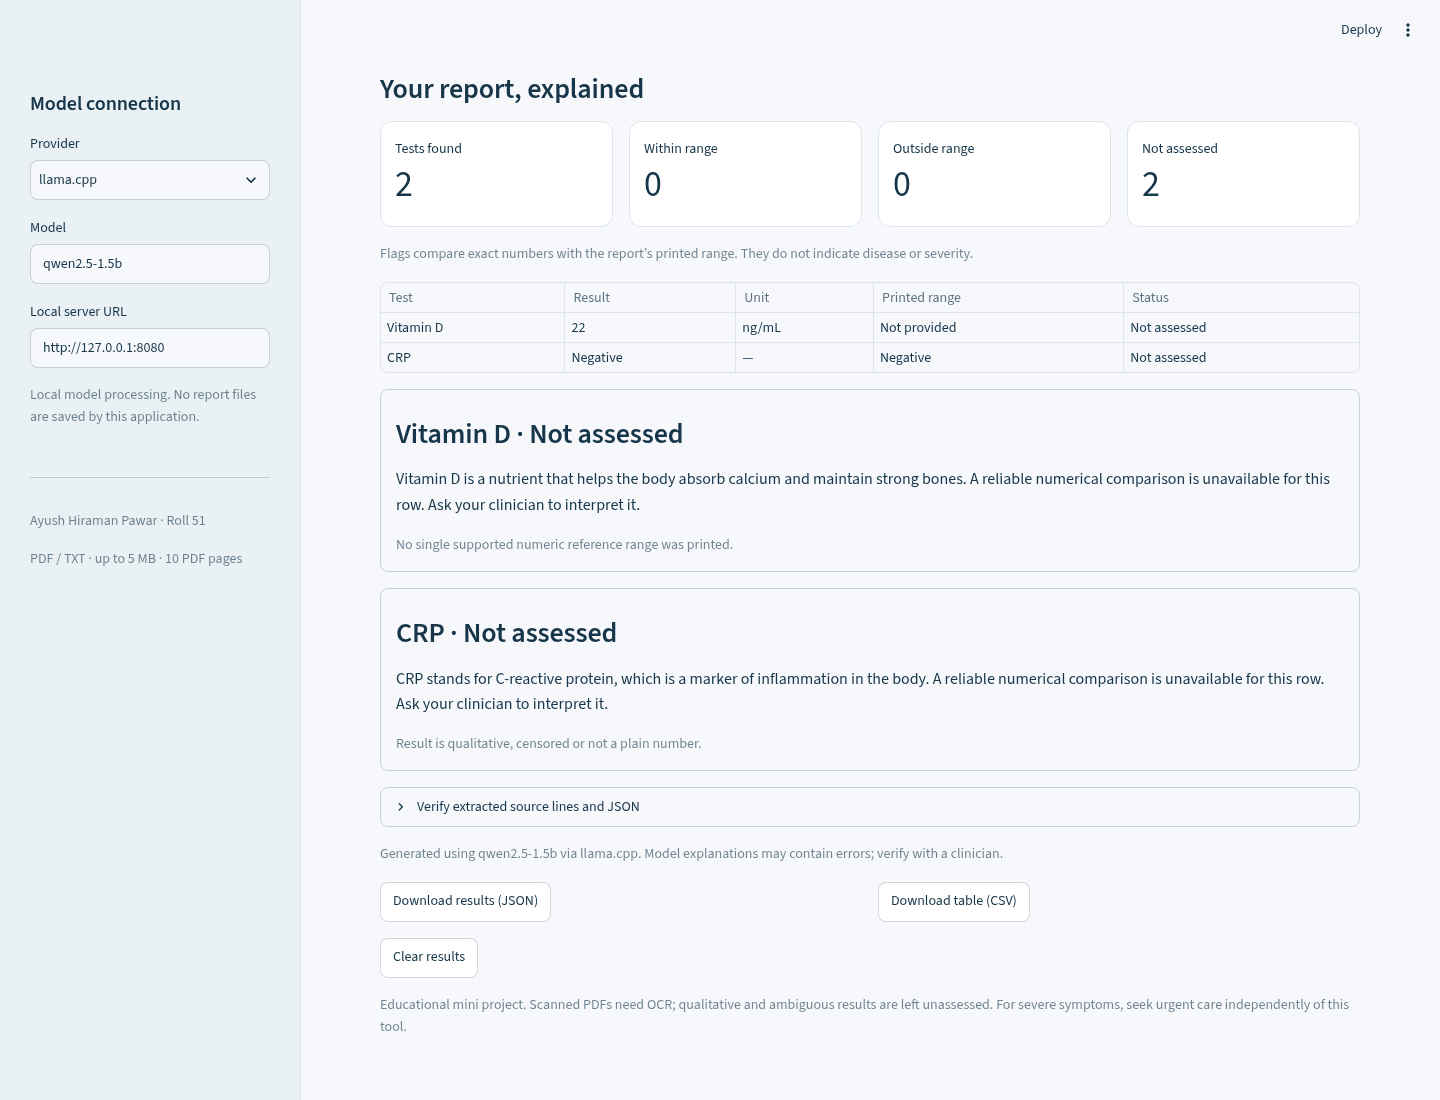 Deploy
Model connection
Provider
llama.cpp
Model
qwen2.5-1.5b
Local server URL
http://127.0.0.1:8080
Local model processing. No report files
are saved by this application.
Ayush Hiraman Pawar · Roll 51
PDF / TXT · up to 5 MB · 10 PDF pages
Your report, explained
Tests found
2
Within range
0
Outside range
0
Not assessed
2
Flags compare exact numbers with the report's printed range. They do not indicate disease or severity.
Test Result Unit Printed range Status
Vitamin D 22 ng/mL Not provided Not assessed
CRP Negative — Negative Not assessed
Vitamin D · Not assessed
Vitamin D is a nutrient that helps the body absorb calcium and maintain strong bones. A reliable numerical comparison is unavailable for this
row. Ask your clinician to interpret it.
No single supported numeric reference range was printed.
CRP · Not assessed
CRP stands for C-reactive protein, which is a marker of inflammation in the body. A reliable numerical comparison is unavailable for this row.
Ask your clinician to interpret it.
Result is qualitative, censored or not a plain number.
Verify extracted source lines and JSON
Generated using qwen2.5-1.5b via llama.cpp. Model explanations may contain errors; verify with a clinician.
Download results (JSON)
Download table (CSV)
Clear results
Educational mini project. Scanned PDFs need OCR; qualitative and ambiguous results are left unassessed. For severe symptoms, seek urgent care independently of this
tool.